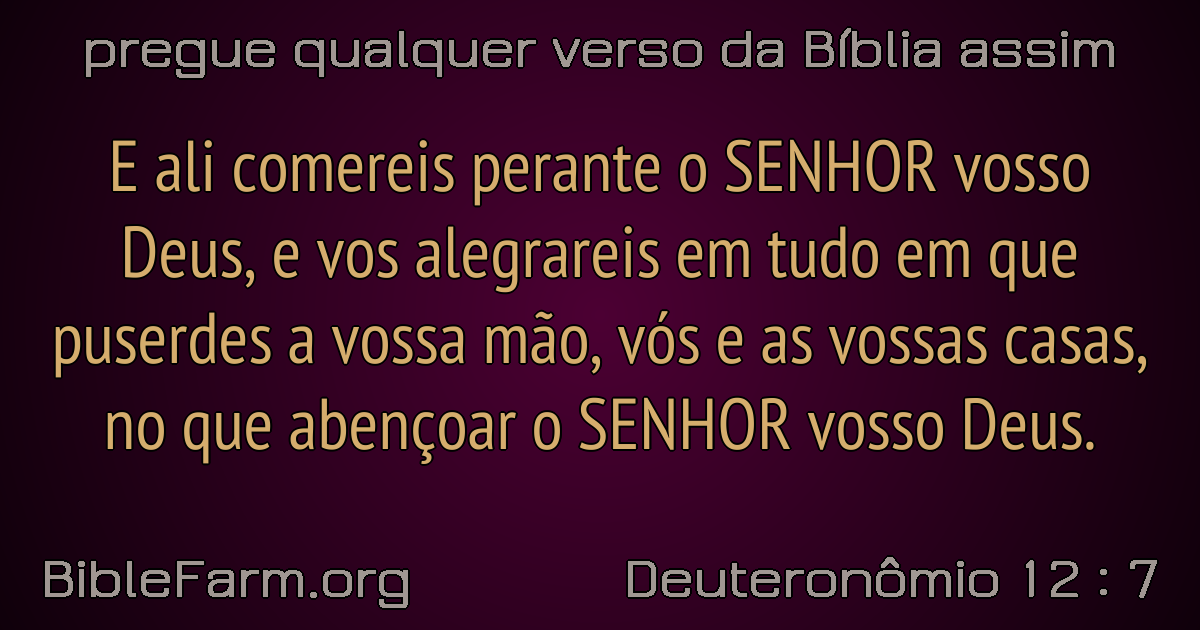 pregue qualquer verso da Bíblia assim
E ali comereis perante o SENHOR vosso
Deus, e vos alegrareis em tudo em que
puserdes a vossa mão, vós e as vossas casas,
no que abençoar o SENHOR vosso Deus.
BibleFarm.org
Deuteronômio 12 : 7